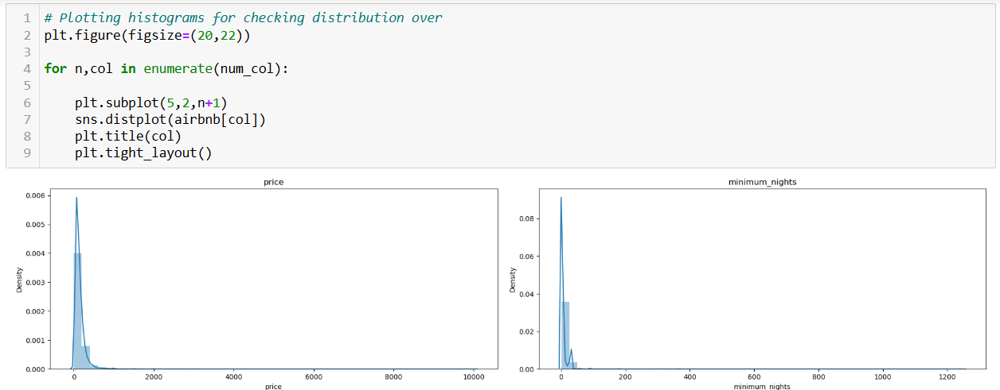 1 # Plotting histograms for checking distribution over
2 plt.figure(figsize=(20,22))
3
4 for n,col in enumerate(num_col):
5
6     plt.subplot(5,2,n+1)
7     sns.distplot(airbnb[col])
8     plt.title(col)
9     plt.tight_layout()
price
0.006
0.005
0.004
0.003
0.002
0.001
0.000
Density
0 2000 4000 6000 8000 10000
price
minimum_nights
0.08
0.06
0.04
0.02
0.00
Density
0 200 400 600 800 1000 1200
minimum_nights